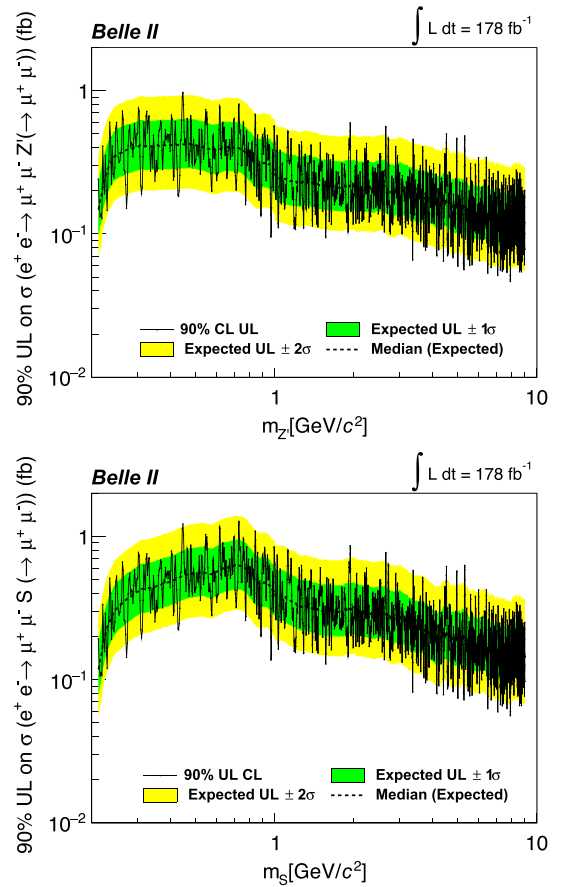 Belle II
∫ L dt = 178 fb⁻¹
90% UL on σ (e⁺ e⁻→ μ⁺ μ⁻ Z'(→ μ⁺ μ⁻)) (fb)
1
10⁻¹
10⁻²
90% CL UL
Expected UL ± 1σ
Expected UL ± 2σ
Median (Expected)
1
10
m_Z'[GeV/c²]
Belle II
∫ L dt = 178 fb⁻¹
90% UL on σ (e⁺ e⁻→ μ⁺ μ⁻ S (→ μ⁺ μ⁻)) (fb)
1
10⁻¹
10⁻²
90% UL CL
Expected UL ± 1σ
Expected UL ± 2σ
Median (Expected)
1
10
m_S[GeV/c²]